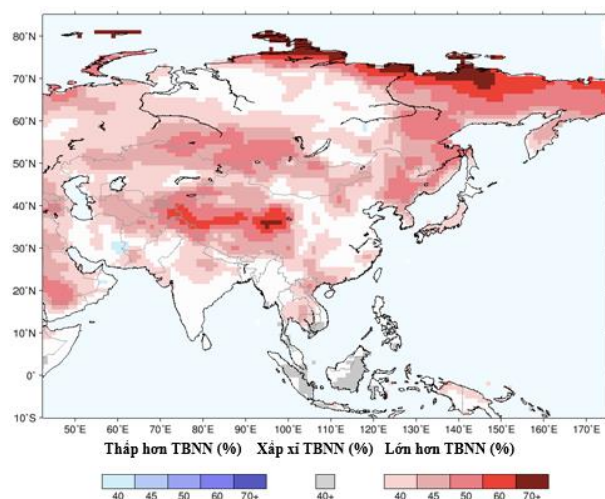 80°N
70°N
60°N
50°N
40°N
30°N
20°N
10°N
0°
10°S
50°E 60°E 70°E 80°E 90°E 100°E 110°E 120°E 130°E 140°E 150°E 160°E 170°E
Thấp hơn TBNN (%) Xấp xỉ TBNN (%) Lớn hơn TBNN (%)
40 45 50 60 70+ 40+ 40 45 50 60 70+